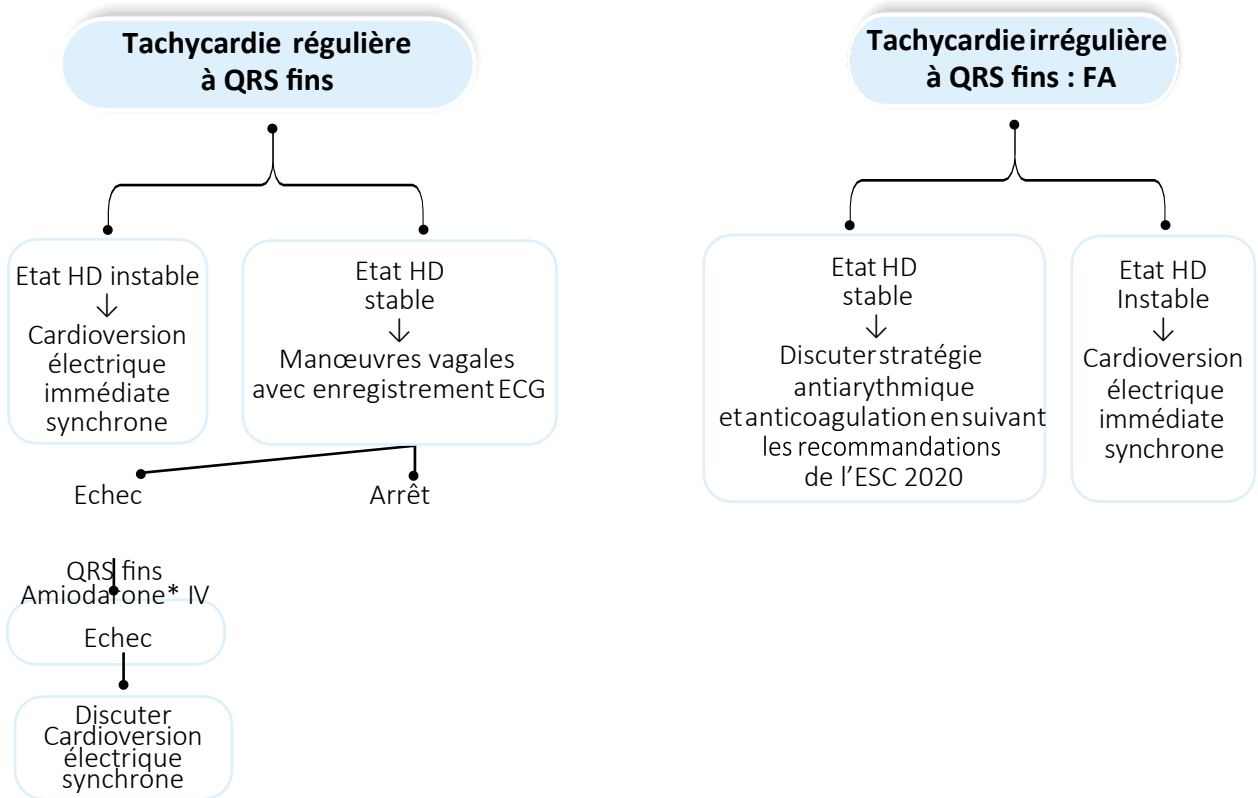 Tachycardie régulière
à QRS fins
Etat HD instable
↓
Cardioversion
électrique
immédiate
synchrone
Etat HD
stable
↓
Manœuvres vagales
avec enregistrement ECG
Echec
Arrêt
QRS fins
Amiodarone* IV
Echec
Discuter
Cardioversion
électrique
synchrone
Tachycardie irrégulière
à QRS fins : FA
Etat HD
stable
↓
Discuter stratégie
antiarythmique
et anticoagulation en suivant
les recommandations
de l’ESC 2020
Etat HD
Instable
↓
Cardioversion
électrique
immédiate
synchrone